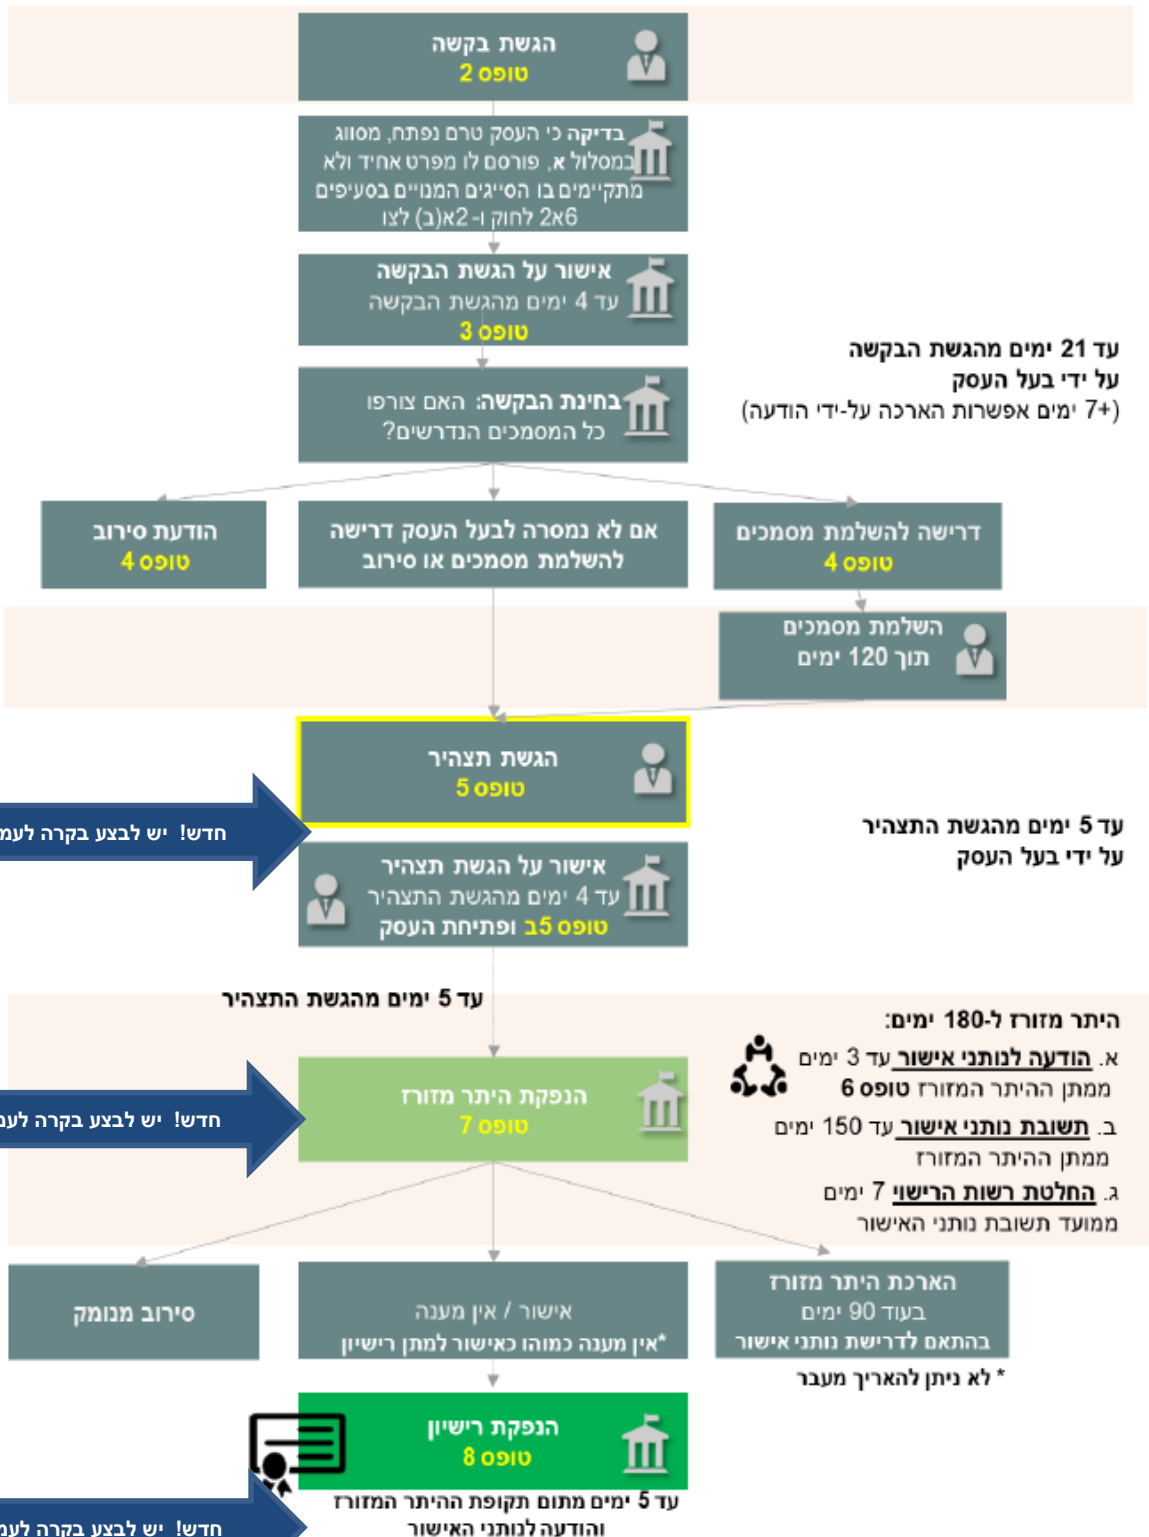 הגשת בקשה
טופס 2
בדיקה כי העסק טרם נפתח, מסווג
במסלול א, פורסם לו מפרט אחיד ולא
מתקיימים בו הסייגים המנויים בסעיפים
6א2 לחוק ו- 2א(ב) לצו
אישור על הגשת הבקשה
עד 4 ימים מהגשת הבקשה
טופס 3
עד 21 ימים מהגשת הבקשה
על ידי בעל העסק
(+7 ימים אפשרות הארכה על-ידי הודעה)
בחינת הבקשה: האם צורפו
כל המסמכים הנדרשים?
דרישה להשלמת מסמכים
טופס 4
אם לא נמסרה לבעל העסק דרישה
להשלמת מסמכים או סירוב
הודעת סירוב
טופס 4
השלמת מסמכים
תוך 120 ימים
הגשת תצהיר
טופס 5
חדש! יש לבצע בקרה
עד 5 ימים מהגשת התצהיר
על ידי בעל העסק
אישור על הגשת תצהיר
עד 4 ימים מהגשת התצהיר
טופס 5ב ופתיחת העסק
עד 5 ימים מהגשת התצהיר
היתר מזורז ל-180 ימים:
א. הודעה לנותני אישור עד 3 ימים
ממתן ההיתר המזורז טופס 6
ב. תשובת נותני אישור עד 150 ימים
ממתן ההיתר המזורז
ג. החלטת רשות הרישוי 7 ימים
ממועד תשובת נותני האישור
הנפקת היתר מזורז
טופס 7
חדש! יש לבצע בקרה
הארכת היתר מזורז
בעוד 90 ימים
בהתאם לדרישת נותני אישור
* לא ניתן להאריך מעבר
אישור / אין מענה
*אין מענה כמוהו כאישור למתן רישיון
סירוב מנומק
הנפקת רישיון
טופס 8
עד 5 ימים מתום תקופת ההיתר המזורז
והודעה לנותני האישור
חדש! יש לבצע בקרה